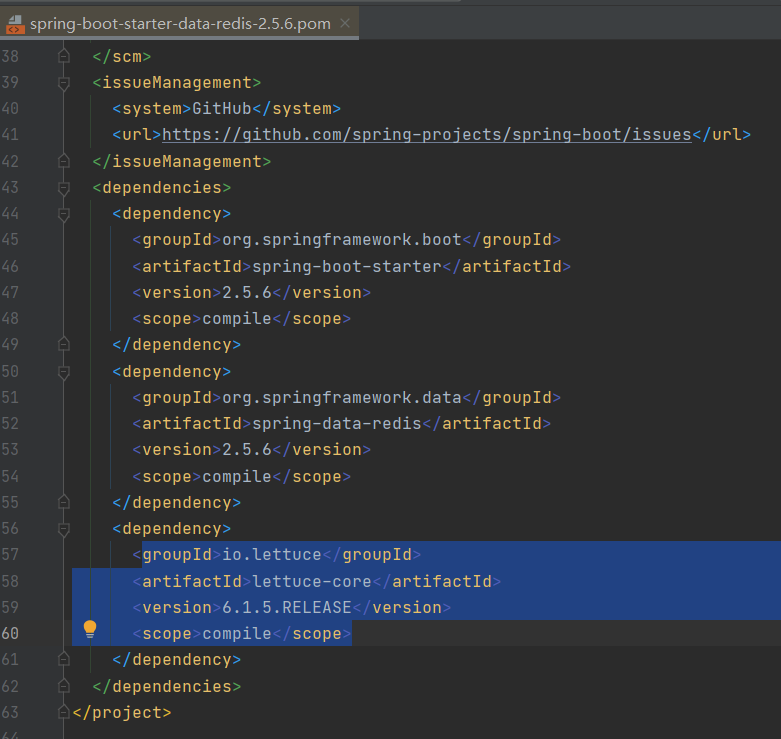 spring-boot-starter-data-redis-2.5.6.pom
38 </scm>
39 <issueManagement>
40 <system>GitHub</system>
41 <url>https://github.com/spring-projects/spring-boot/issues</url>
42 </issueManagement>
43 <dependencies>
44 <dependency>
45 <groupId>org.springframework.boot</groupId>
46 <artifactId>spring-boot-starter</artifactId>
47 <version>2.5.6</version>
48 <scope>compile</scope>
49 </dependency>
50 <dependency>
51 <groupId>org.springframework.data</groupId>
52 <artifactId>spring-data-redis</artifactId>
53 <version>2.5.6</version>
54 <scope>compile</scope>
55 </dependency>
56 <dependency>
57 <groupId>io.lettuce</groupId>
58 <artifactId>lettuce-core</artifactId>
59 <version>6.1.5.RELEASE</version>
60 <scope>compile</scope>
61 </dependency>
62 </dependencies>
63 </project>